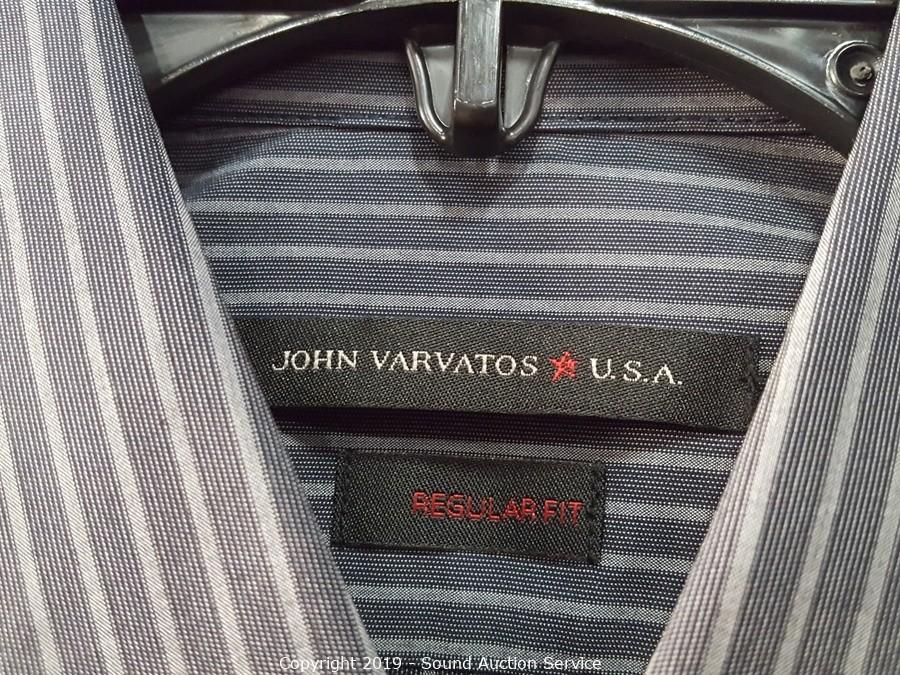 JOHN VARVATOS ★ U.S.A.
REGULAR FIT
Copyright 2019 - Sound Auction Service